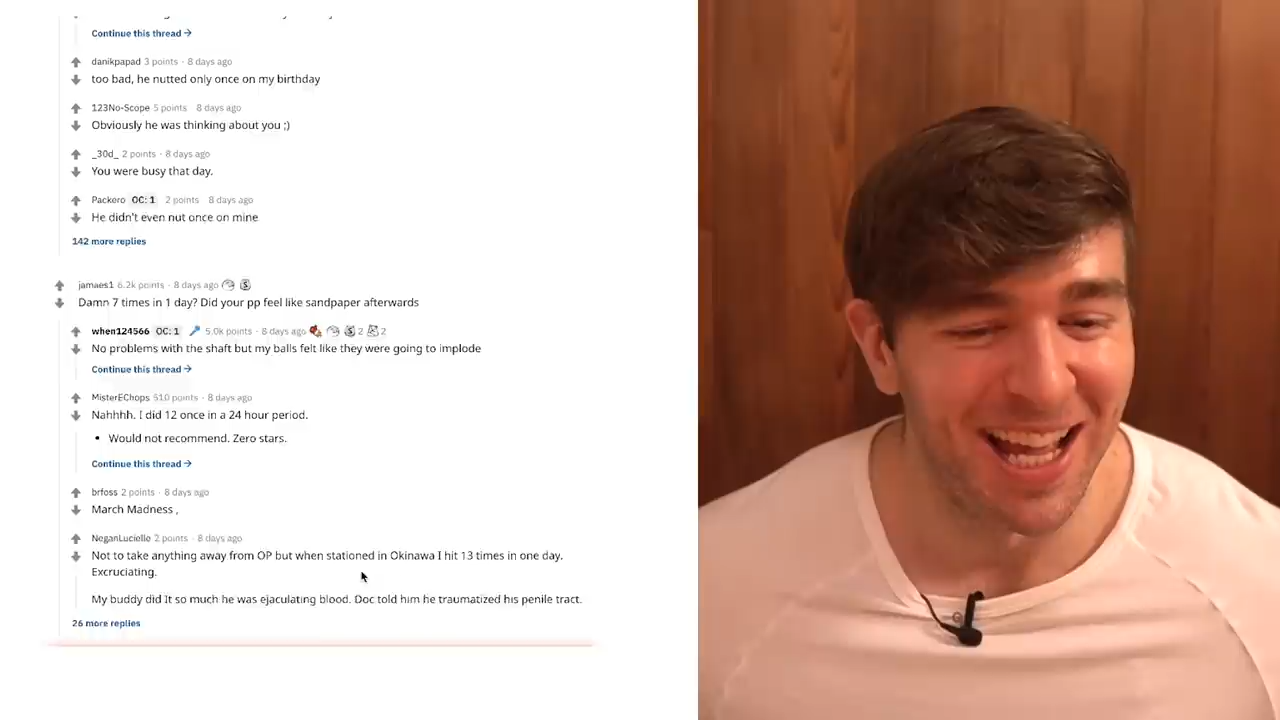 Continue this thread →
danikpapad 3 points · 8 days ago
too bad, he nutted only once on my birthday
123No-Scope 5 points 8 days ago
Obviously he was thinking about you ;)
_30d_ 2 points · 8 days ago
You were busy that day.
Packero OC: 1 2 points 8 days ago
He didn't even nut once on mine
142 more replies
jamaes1 6.2k points · 8 days ago
Damn 7 times in 1 day? Did your pp feel like sandpaper afterwards
when124566 OC: 1 5.0k points · 8 days ago 2 2
No problems with the shaft but my balls felt like they were going to implode
Continue this thread →
MisterEChops 510 points · 8 days ago
Nahhhh. I did 12 once in a 24 hour period.
• Would not recommend. Zero stars.
Continue this thread →
brfoss 2 points · 8 days ago
March Madness ,
NeganLucielle 2 points · 8 days ago
Not to take anything away from OP but when stationed in Okinawa I hit 13 times in one day.
Excruciating.
My buddy did It so much he was ejaculating blood. Doc told him he traumatized his penile tract.
26 more replies